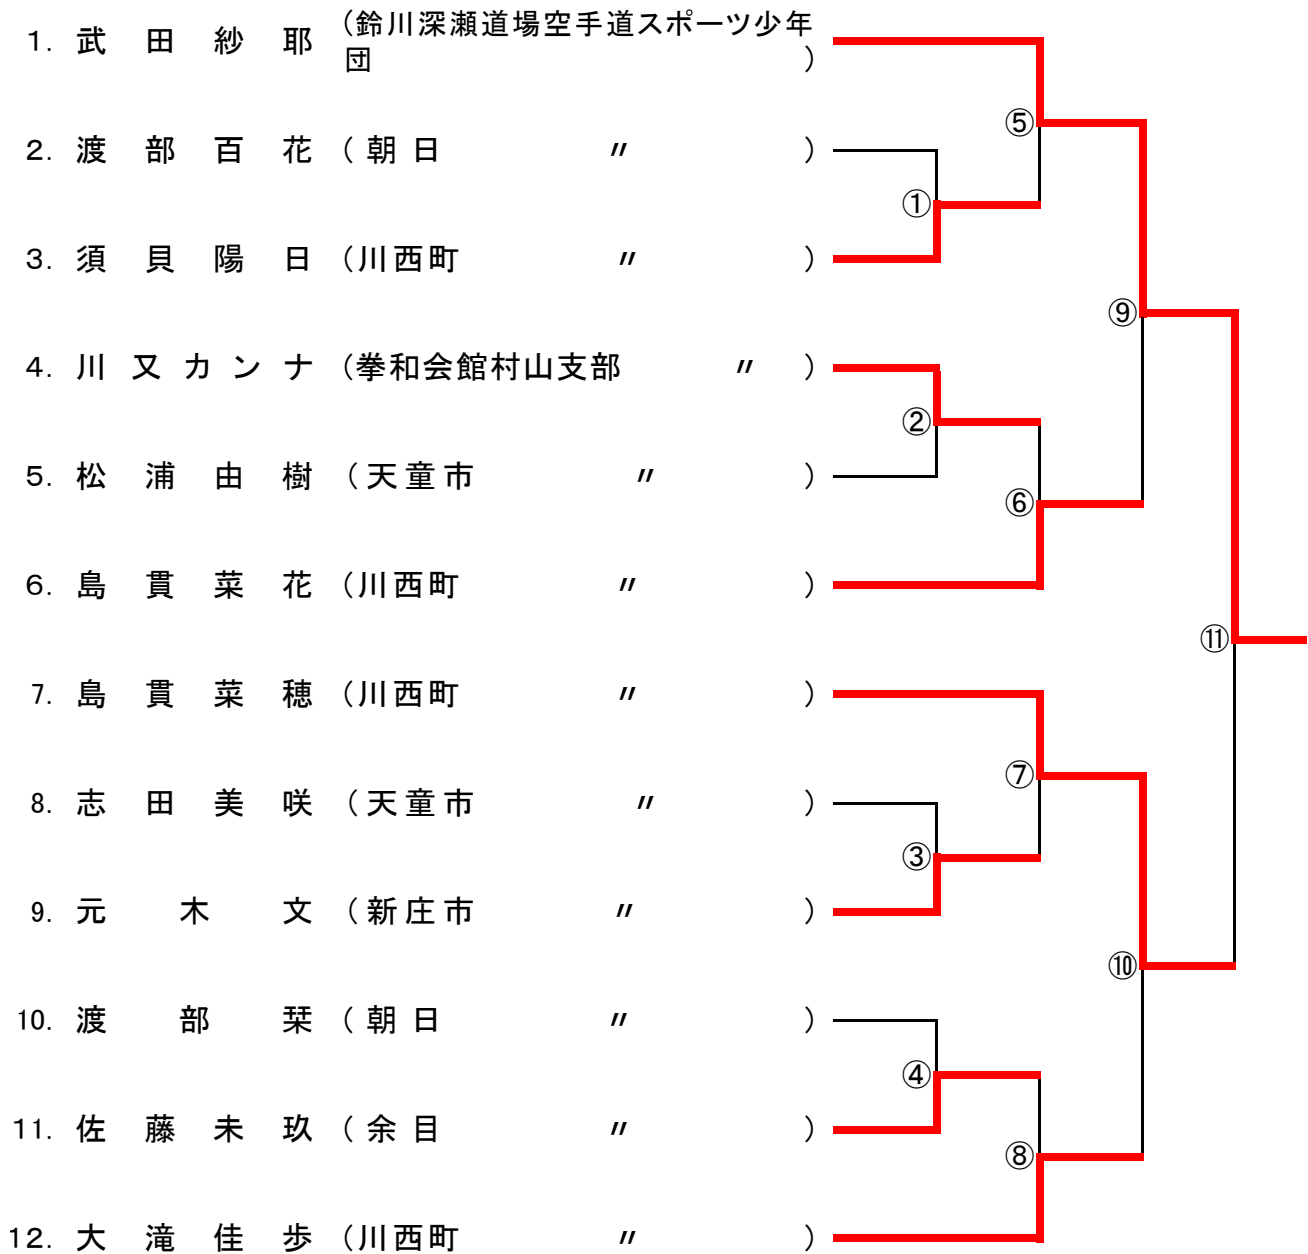 1. 武田紗耶 (鈴川深瀬道場空手道スポーツ少年
団 )
⑤
2. 渡部百花 (朝日 〃 )
①
3. 須貝陽日 (川西町 〃 )
⑨
4. 川又カンナ (拳和会館村山支部 〃 )
②
5. 松浦由樹 (天童市 〃 )
⑥
6. 島貫菜花 (川西町 〃 )
⑪
7. 島貫菜穂 (川西町 〃 )
⑦
8. 志田美咲 (天童市 〃 )
③
9. 元木文 (新庄市 〃 )
⑩
10. 渡部栞 (朝日 〃 )
④
11. 佐藤未玖 (余目 〃 )
⑧
12. 大滝佳歩 (川西町 〃 )